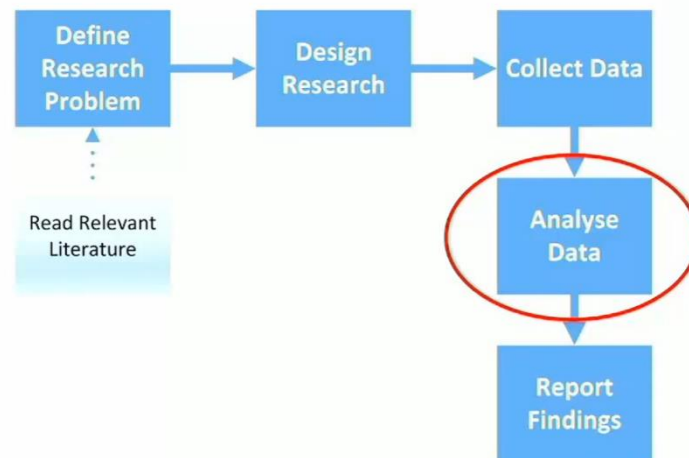 Define
Research
Problem
Design
Research
Collect Data
Read Relevant
Literature
Analyse
Data
Report
Findings